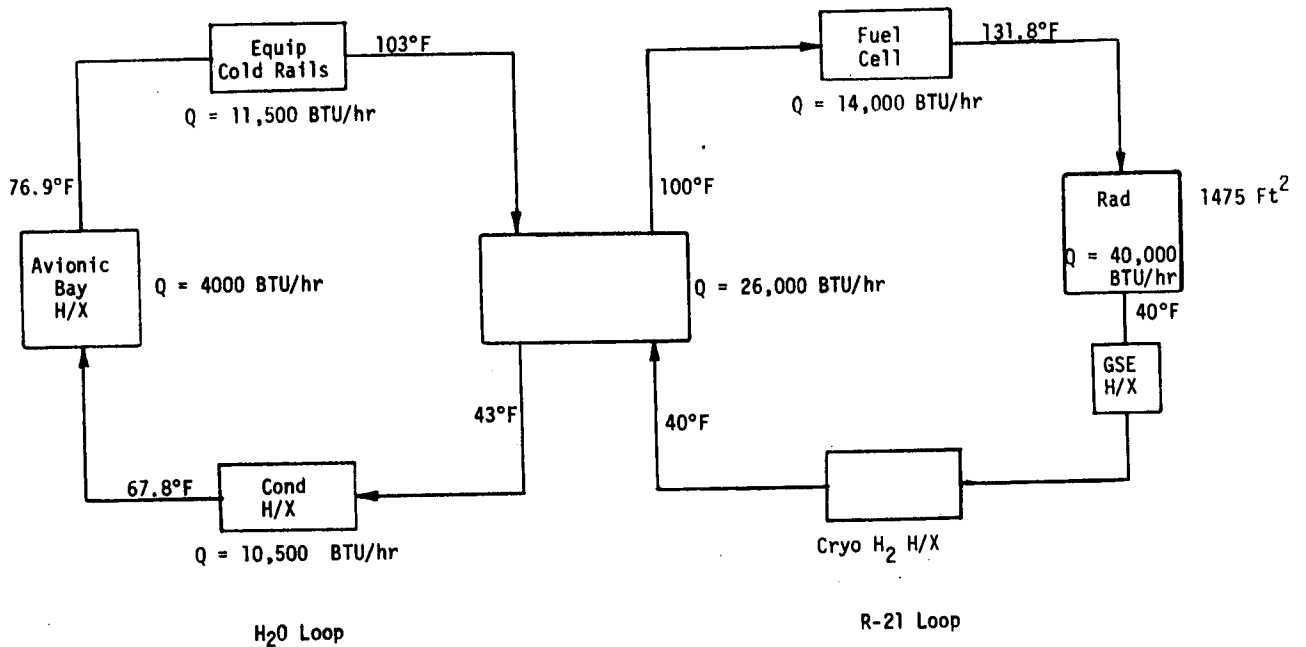 Equip
Cold Rails
103°F
Q = 11,500 BTU/hr
Fuel
Cell
131.8°F
Q = 14,000 BTU/hr
76.9°F
100°F
Rad
1475 Ft²
Q = 40,000
BTU/hr
Avionic
Bay
H/X
Q = 4000 BTU/hr
Q = 26,000 BTU/hr
40°F
GSE
H/X
43°F
40°F
67.8°F
Cond
H/X
Q = 10,500 BTU/hr
Cryo H₂ H/X
H₂O Loop
R-21 Loop